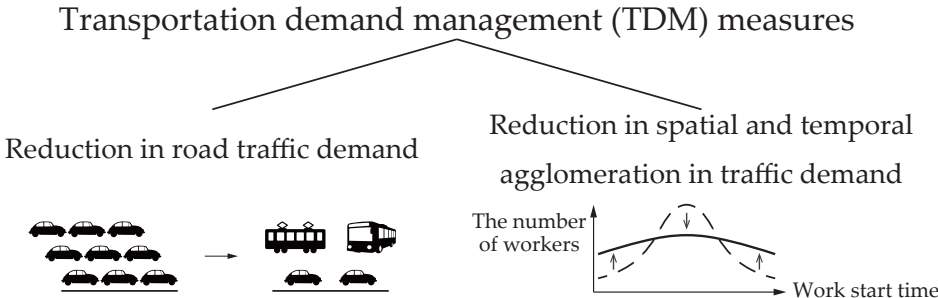 Transportation demand management (TDM) measures
Reduction in road traffic demand
Reduction in spatial and temporal
agglomeration in traffic demand
The number
of workers
Work start time